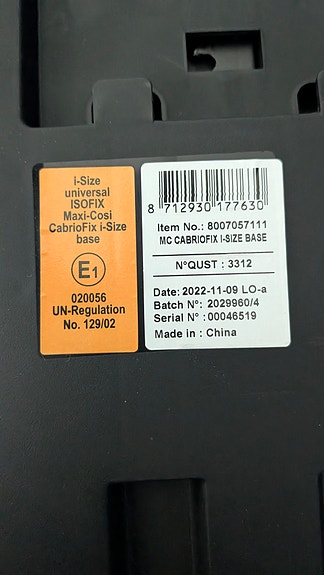 i-Size
universal
ISOFIX
Maxi-Cosi
CabrioFix i-Size
base
E1
020056
UN-Regulation
No. 129/02
8 712930 177630
Item No.: 8007057111
MC CABRIOFIX I-SIZE BASE
N°QUST : 3312
Date: 2022-11-09 LO-a
Batch N°: 2029960/4
Serial N° : 00046519
Made in : China